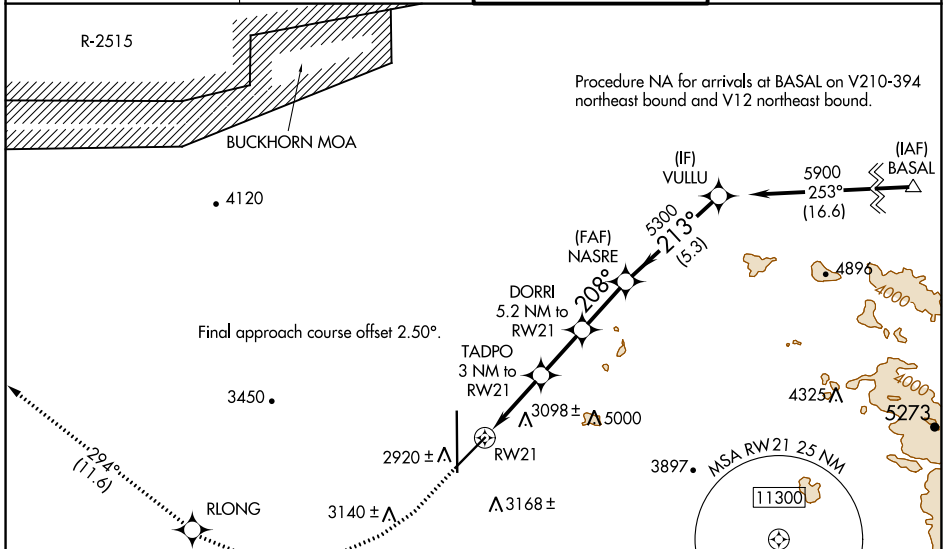 R-2515
Procedure NA for arrivals at BASAL on V210-394
northeast bound and V12 northeast bound.
BUCKHORN MOA
(IAF)
BASAL
(IF)
VULLU
5900
253°
(16.6)
4120
5300
213°
(5.3)
(FAF)
NASRE
4896
4000
208°
DORRI
5.2 NM to
RW21
Final approach course offset 2.50°.
TADPO
3 NM to
RW21
4000
4325
3450
3098 ±
5000
5273
2920 ±
RW21
294°
(11.6)
3897
MSA RW21 25 NM
11300
RLONG
3140 ±
3168 ±